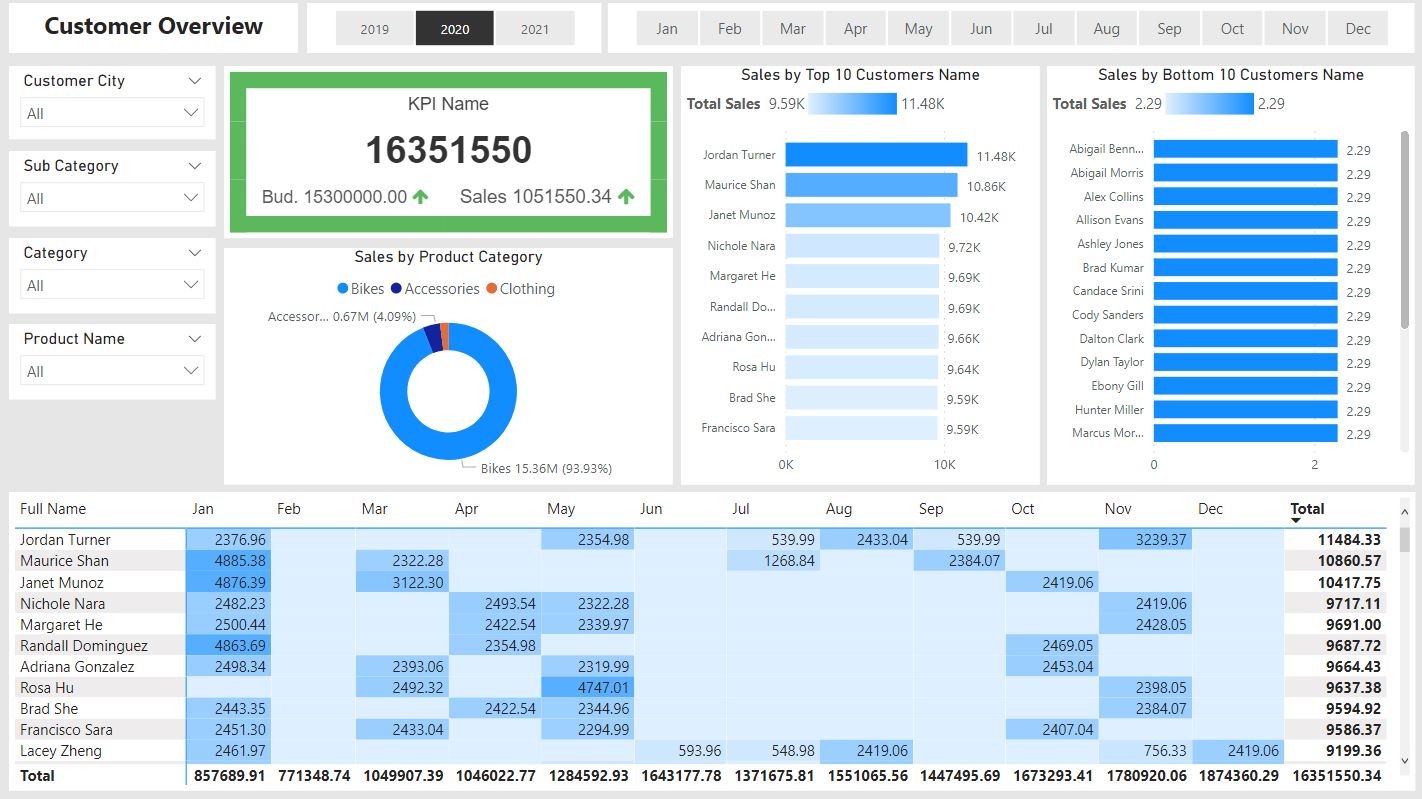 Customer Overview
2019 2020 2021
Jan Feb Mar Apr May Jun Jul Aug Sep Oct Nov Dec
Customer City
All
Sub Category
All
Category
All
Product Name
All
KPI Name
16351550
Bud. 15300000.00 Sales 1051550.34
Sales by Product Category
Bikes Accessories Clothing
Accessor... 0.67M (4.09%)
Bikes 15.36M (93.93%)
Sales by Top 10 Customers Name
Total Sales 9.59K 11.48K
Jordan Turner 11.48K
Maurice Shan 10.86K
Janet Munoz 10.42K
Nichole Nara 9.72K
Margaret He 9.69K
Randall Do... 9.69K
Adriana Gon... 9.66K
Rosa Hu 9.64K
Brad She 9.59K
Francisco Sara 9.59K
0K 10K
Sales by Bottom 10 Customers Name
Total Sales 2.29 2.29
Abigail Benn... 2.29
Abigail Morris 2.29
Alex Collins 2.29
Allison Evans 2.29
Ashley Jones 2.29
Brad Kumar 2.29
Candace Srini 2.29
Cody Sanders 2.29
Dalton Clark 2.29
Dylan Taylor 2.29
Ebony Gill 2.29
Hunter Miller 2.29
Marcus Mor... 2.29
0 2
Full Name Jan Feb Mar Apr May Jun Jul Aug Sep Oct Nov Dec Total
Jordan Turner 2376.96 2354.98 539.99 2433.04 539.99 3239.37 11484.33
Maurice Shan 4885.38 2322.28 1268.84 2384.07 10860.57
Janet Munoz 4876.39 3122.30 2419.06 10417.75
Nichole Nara 2482.23 2493.54 2322.28 2419.06 9717.11
Margaret He 2500.44 2422.54 2339.97 2428.05 9691.00
Randall Dominguez 4863.69 2354.98 2469.05 9687.72
Adriana Gonzalez 2498.34 2393.06 2319.99 2453.04 9664.43
Rosa Hu 2492.32 4747.01 2398.05 9637.38
Brad She 2443.35 2422.54 2344.96 2384.07 9594.92
Francisco Sara 2451.30 2433.04 2294.99 2407.04 9586.37
Lacey Zheng 2461.97 593.96 548.98 2419.06 756.33 2419.06 9199.36
Total 857689.91 771348.74 1049907.39 1046022.77 1284592.93 1643177.78 1371675.81 1551065.56 1447495.69 1673293.41 1780920.06 1874360.29 16351550.34